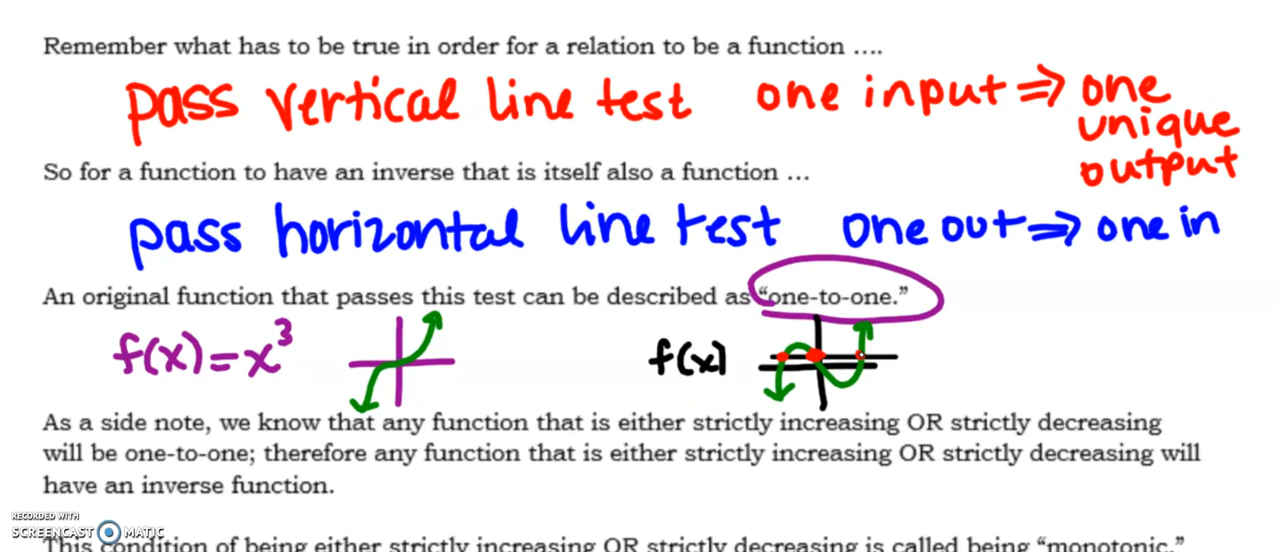 Remember what has to be true in order for a relation to be a function ….
pass vertical line test one input ⇒ one
unique
output
So for a function to have an inverse that is itself also a function …
pass horizontal line test one out ⇒ one in
An original function that passes this test can be described as “one-to-one.”
f(x) = x³ f(x)
As a side note, we know that any function that is either strictly increasing OR strictly decreasing
will be one-to-one; therefore any function that is either strictly increasing OR strictly decreasing will
have an inverse function.
RECORDED WITH
SCREENCAST MATIC
This condition of being either strictly increasing OR strictly decreasing is called being “monotonic.”